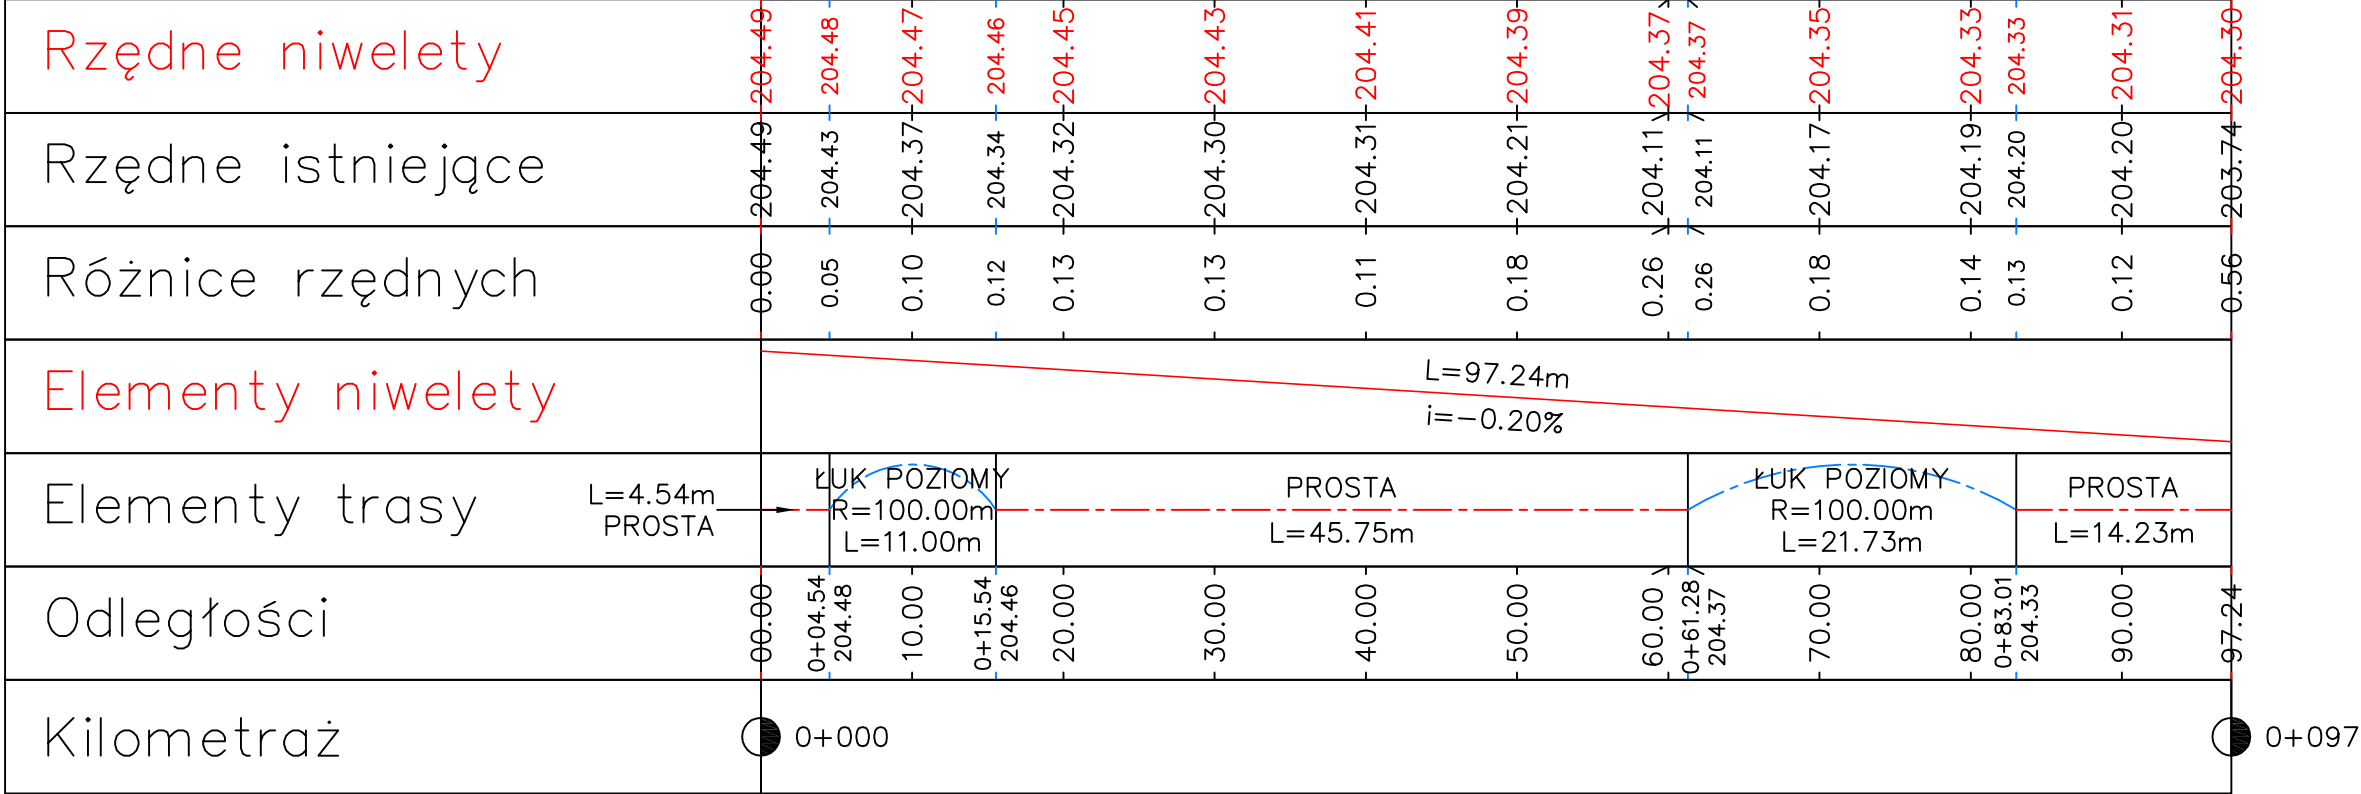 Rzędne niwelety
204.49 204.48 204.47 204.46 204.45 204.43 204.41 204.39 204.37 204.37 204.35 204.33 204.33 204.31 204.30
Rzędne istniejące
204.49 204.43 204.37 204.34 204.32 204.30 204.31 204.21 204.11 204.11 204.17 204.19 204.20 204.20 203.74
Różnice rzędnych
0.00 0.05 0.10 0.12 0.13 0.13 0.11 0.18 0.26 0.26 0.18 0.14 0.13 0.12 0.56
Elementy niwelety
L=97.24m
i=-0.20%
Elementy trasy
L=4.54m
PROSTA
ŁUK POZIOMY
R=100.00m
L=11.00m
PROSTA
L=45.75m
ŁUK POZIOMY
R=100.00m
L=21.73m
PROSTA
L=14.23m
Odległości
00.00
0+04.54
204.48
10.00
0+15.54
204.46
20.00
30.00
40.00
50.00
60.00
0+61.28
204.37
70.00
80.00
0+83.01
204.33
90.00
97.24
Kilometraż
0+000
0+097